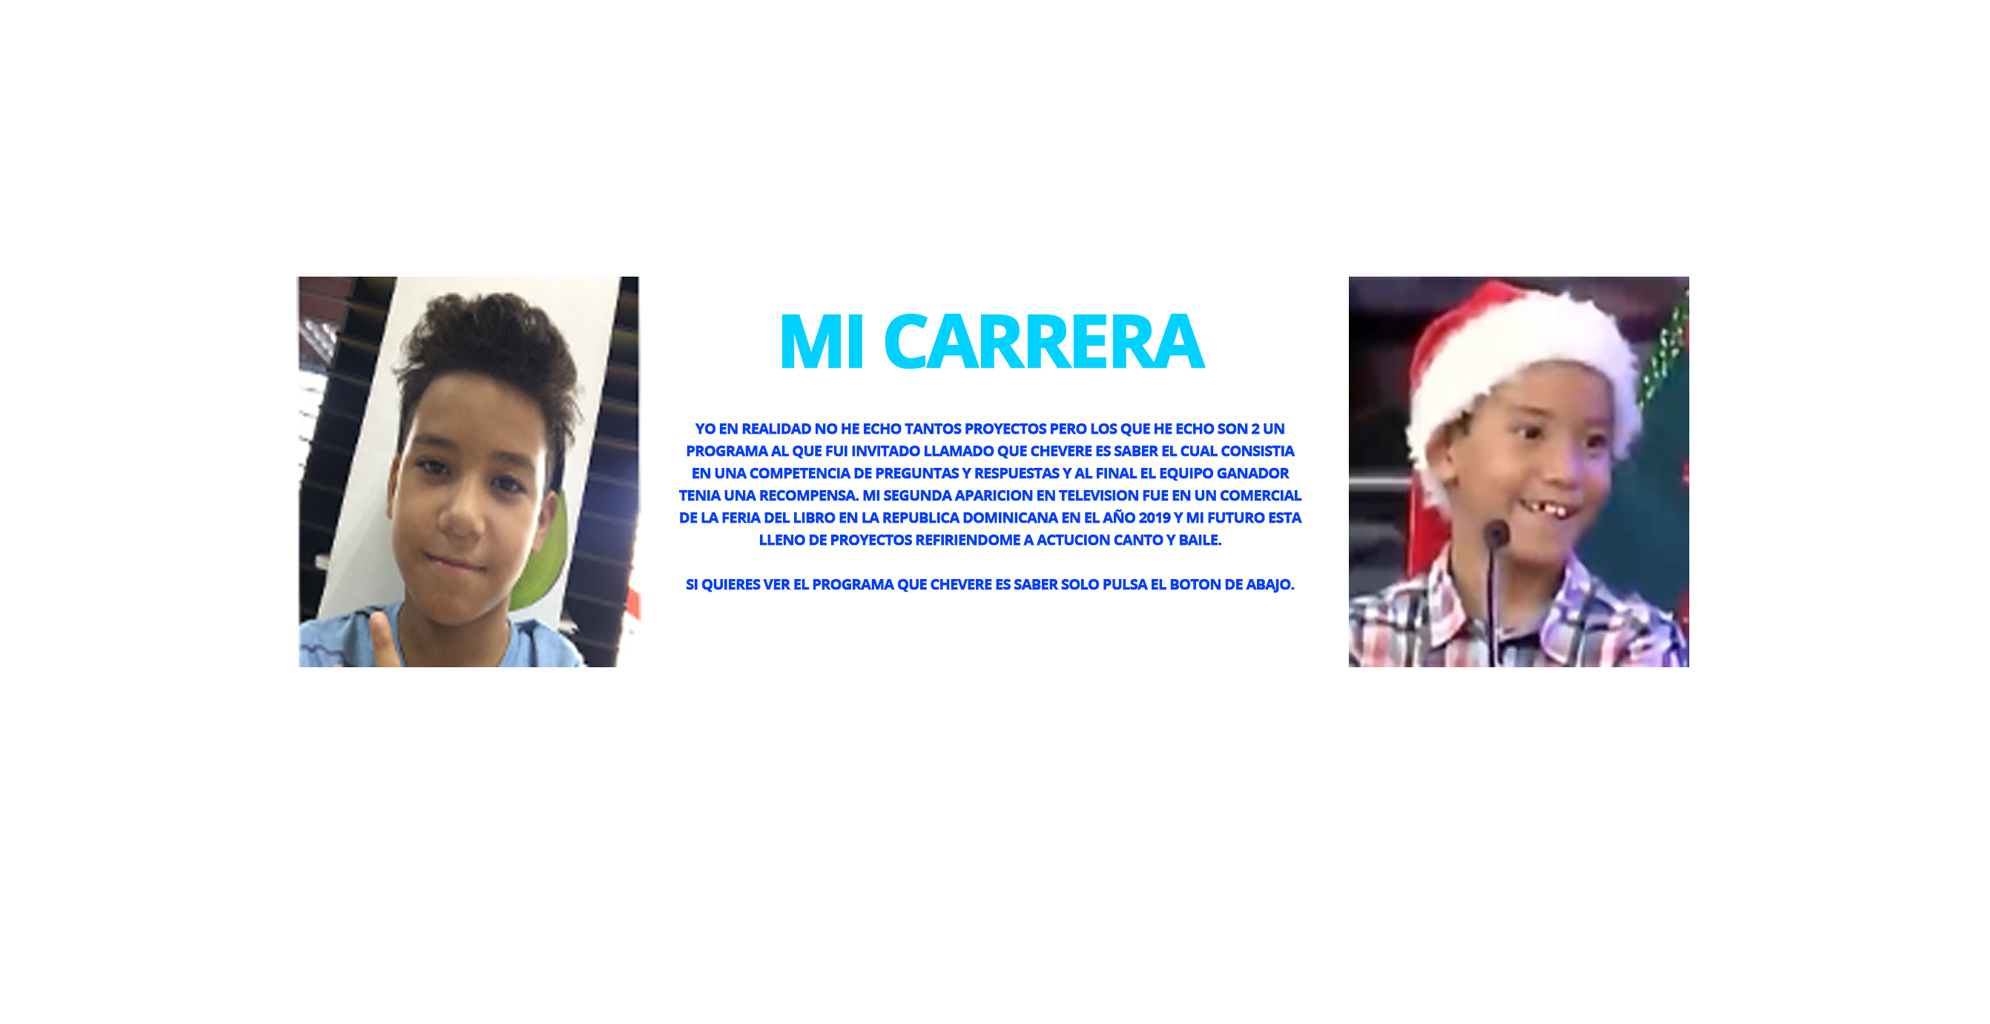 MI CARRERA
YO EN REALIDAD NO HE ECHO TANTOS PROYECTOS PERO LOS QUE HE ECHO SON 2 UN
PROGRAMA AL QUE FUI INVITADO LLAMADO QUE CHEVERE ES SABER EL CUAL CONSISTIA
EN UNA COMPETENCIA DE PREGUNTAS Y RESPUESTAS Y AL FINAL EL EQUIPO GANADOR
TENIA UNA RECOMPENSA. MI SEGUNDA APARICION EN TELEVISION FUE EN UN COMERCIAL
DE LA FERIA DEL LIBRO EN LA REPUBLICA DOMINICANA EN EL AÑO 2019 Y MI FUTURO ESTA
LLENO DE PROYECTOS REFIRIENDOME A ACTUCION CANTO Y BAILE.
SI QUIERES VER EL PROGRAMA QUE CHEVERE ES SABER SOLO PULSA EL BOTON DE ABAJO.